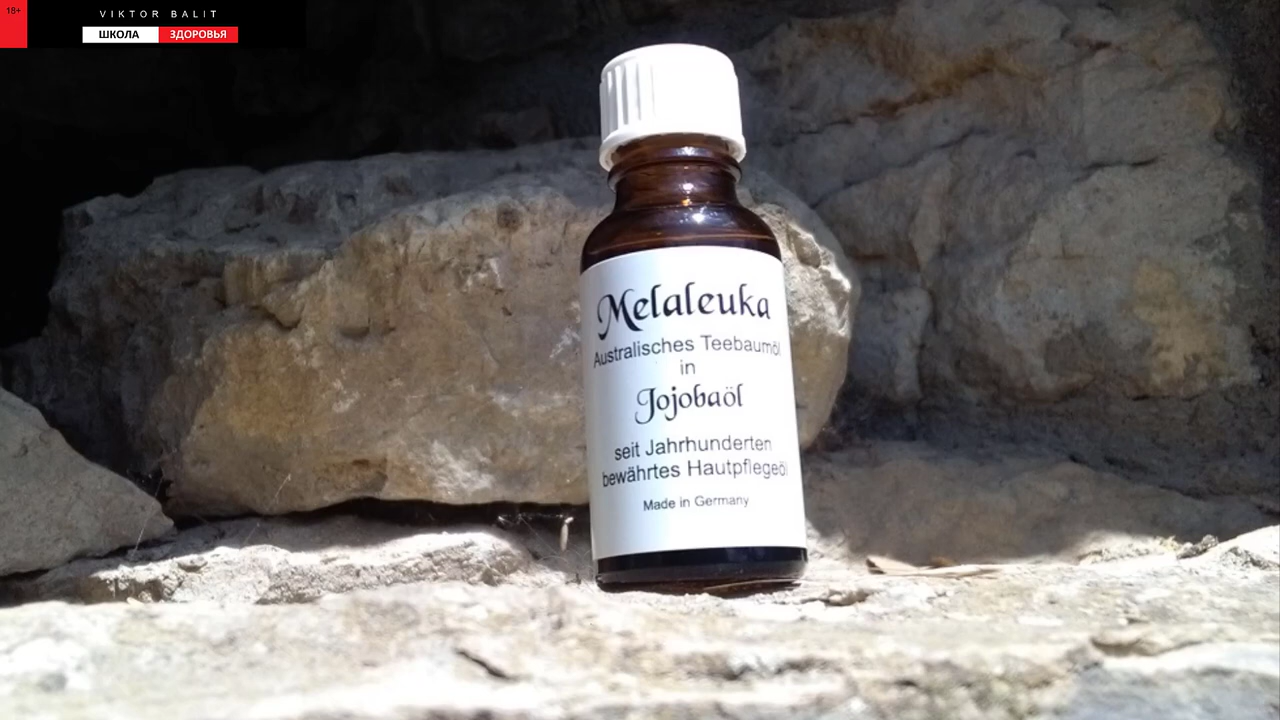 18+
VIKTOR BALIT
ШКОЛА ЗДОРОВЬЯ
Melaleuka
Australisches Teebaumöl
in
Jojobaöl
seit Jahrhunderten
bewährtes Hautpflegeöl
Made in Germany